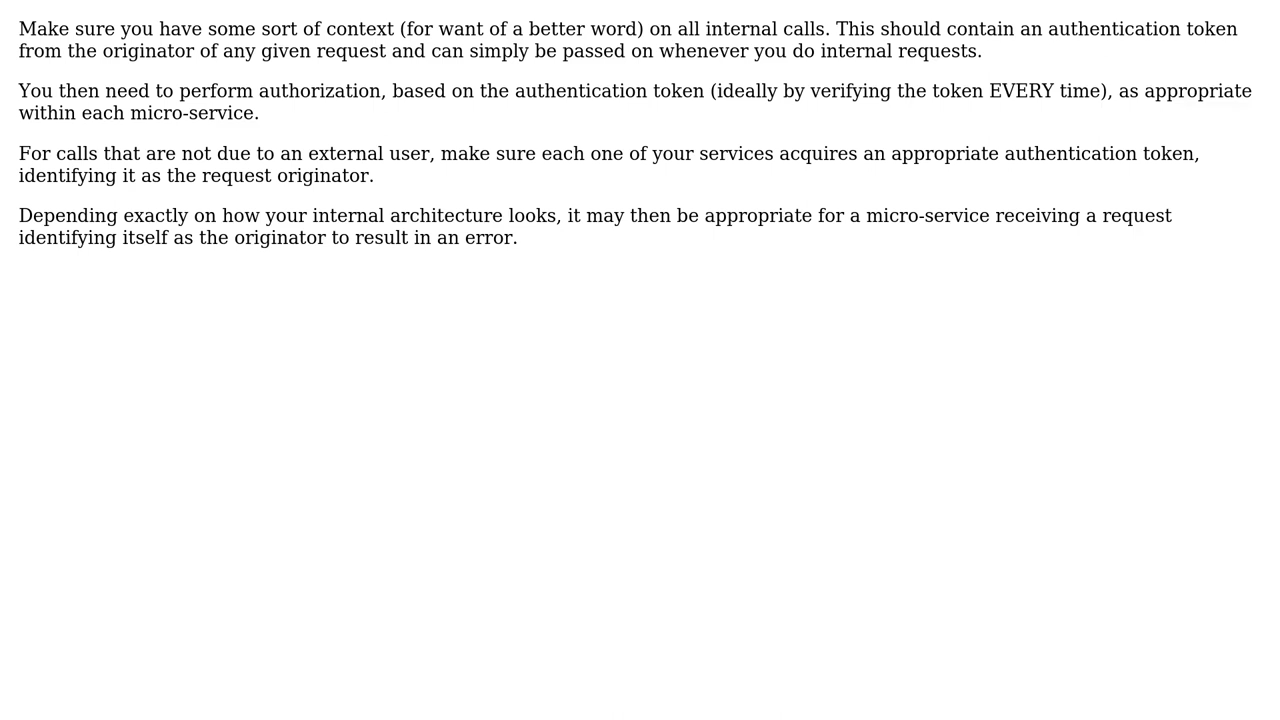 Make sure you have some sort of context (for want of a better word) on all internal calls. This should contain an authentication token
from the originator of any given request and can simply be passed on whenever you do internal requests.
You then need to perform authorization, based on the authentication token (ideally by verifying the token EVERY time), as appropriate
within each micro-service.
For calls that are not due to an external user, make sure each one of your services acquires an appropriate authentication token,
identifying it as the request originator.
Depending exactly on how your internal architecture looks, it may then be appropriate for a micro-service receiving a request
identifying itself as the originator to result in an error.